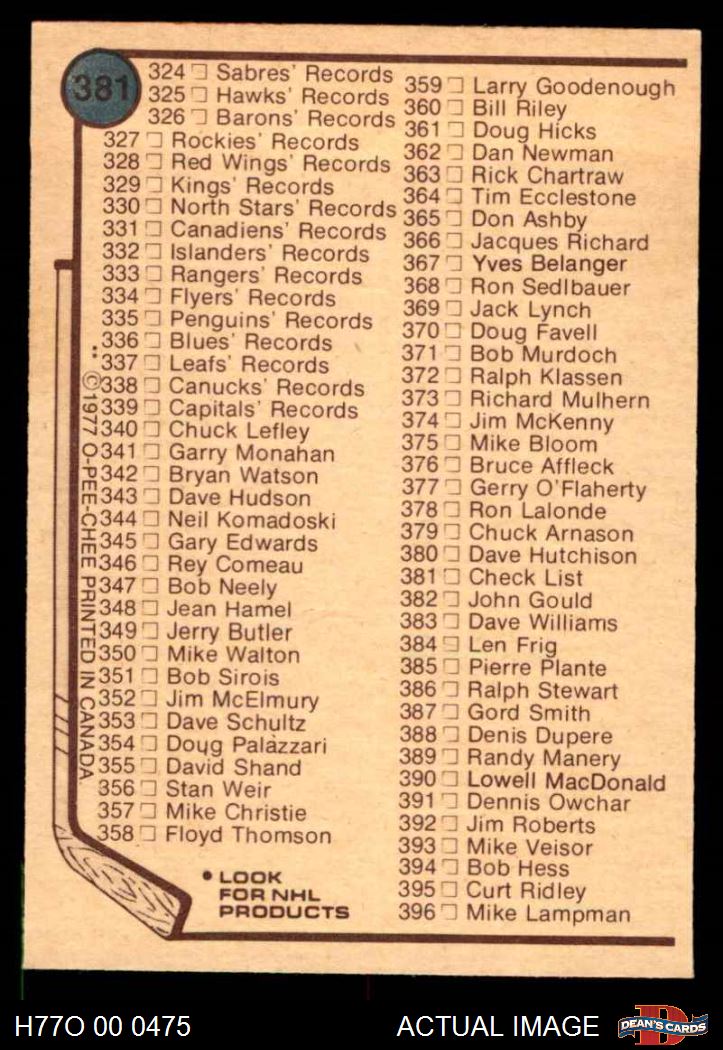 381
324 Sabres' Records
325 Hawks' Records
326 Barons' Records
327 Rockies' Records
328 Red Wings' Records
329 Kings' Records
330 North Stars' Records
331 Canadiens' Records
332 Islanders' Records
333 Rangers' Records
334 Flyers' Records
335 Penguins' Records
336 Blues' Records
337 Leafs' Records
338 Canucks' Records
339 Capitals' Records
340 Chuck Lefley
341 Garry Monahan
342 Bryan Watson
343 Dave Hudson
344 Neil Komadoski
345 Gary Edwards
346 Rey Comeau
347 Bob Neely
348 Jean Hamel
349 Jerry Butler
350 Mike Walton
351 Bob Sirois
352 Jim McElmury
353 Dave Schultz
354 Doug Palazzari
355 David Shand
356 Stan Weir
357 Mike Christie
358 Floyd Thomson
359 Larry Goodenough
360 Bill Riley
361 Doug Hicks
362 Dan Newman
363 Rick Chartraw
364 Tim Ecclestone
365 Don Ashby
366 Jacques Richard
367 Yves Belanger
368 Ron Sedlbauer
369 Jack Lynch
370 Doug Favell
371 Bob Murdoch
372 Ralph Klassen
373 Richard Mulhern
374 Jim McKenny
375 Mike Bloom
376 Bruce Affleck
377 Gerry O'Flaherty
378 Ron Lalonde
379 Chuck Arnason
380 Dave Hutchison
381 Check List
382 John Gould
383 Dave Williams
384 Len Frig
385 Pierre Plante
386 Ralph Stewart
387 Gord Smith
388 Denis Dupere
389 Randy Manery
390 Lowell MacDonald
391 Dennis Owchar
392 Jim Roberts
393 Mike Veisor
394 Bob Hess
395 Curt Ridley
396 Mike Lampman
** © 1977 O-PEE-CHEE PRINTED IN CANADA
• LOOK
FOR NHL
PRODUCTS
H77O 00 0475
ACTUAL IMAGE
DEAN'S CARDS